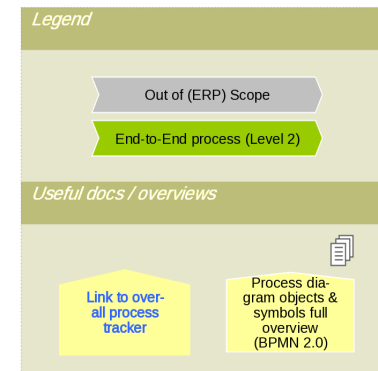 Legend
Out of (ERP) Scope
End-to-End process (Level 2)
Useful docs / overviews
Link to over-
all process
tracker
Process dia-
gram objects &
symbols full
overview
(BPMN 2.0)